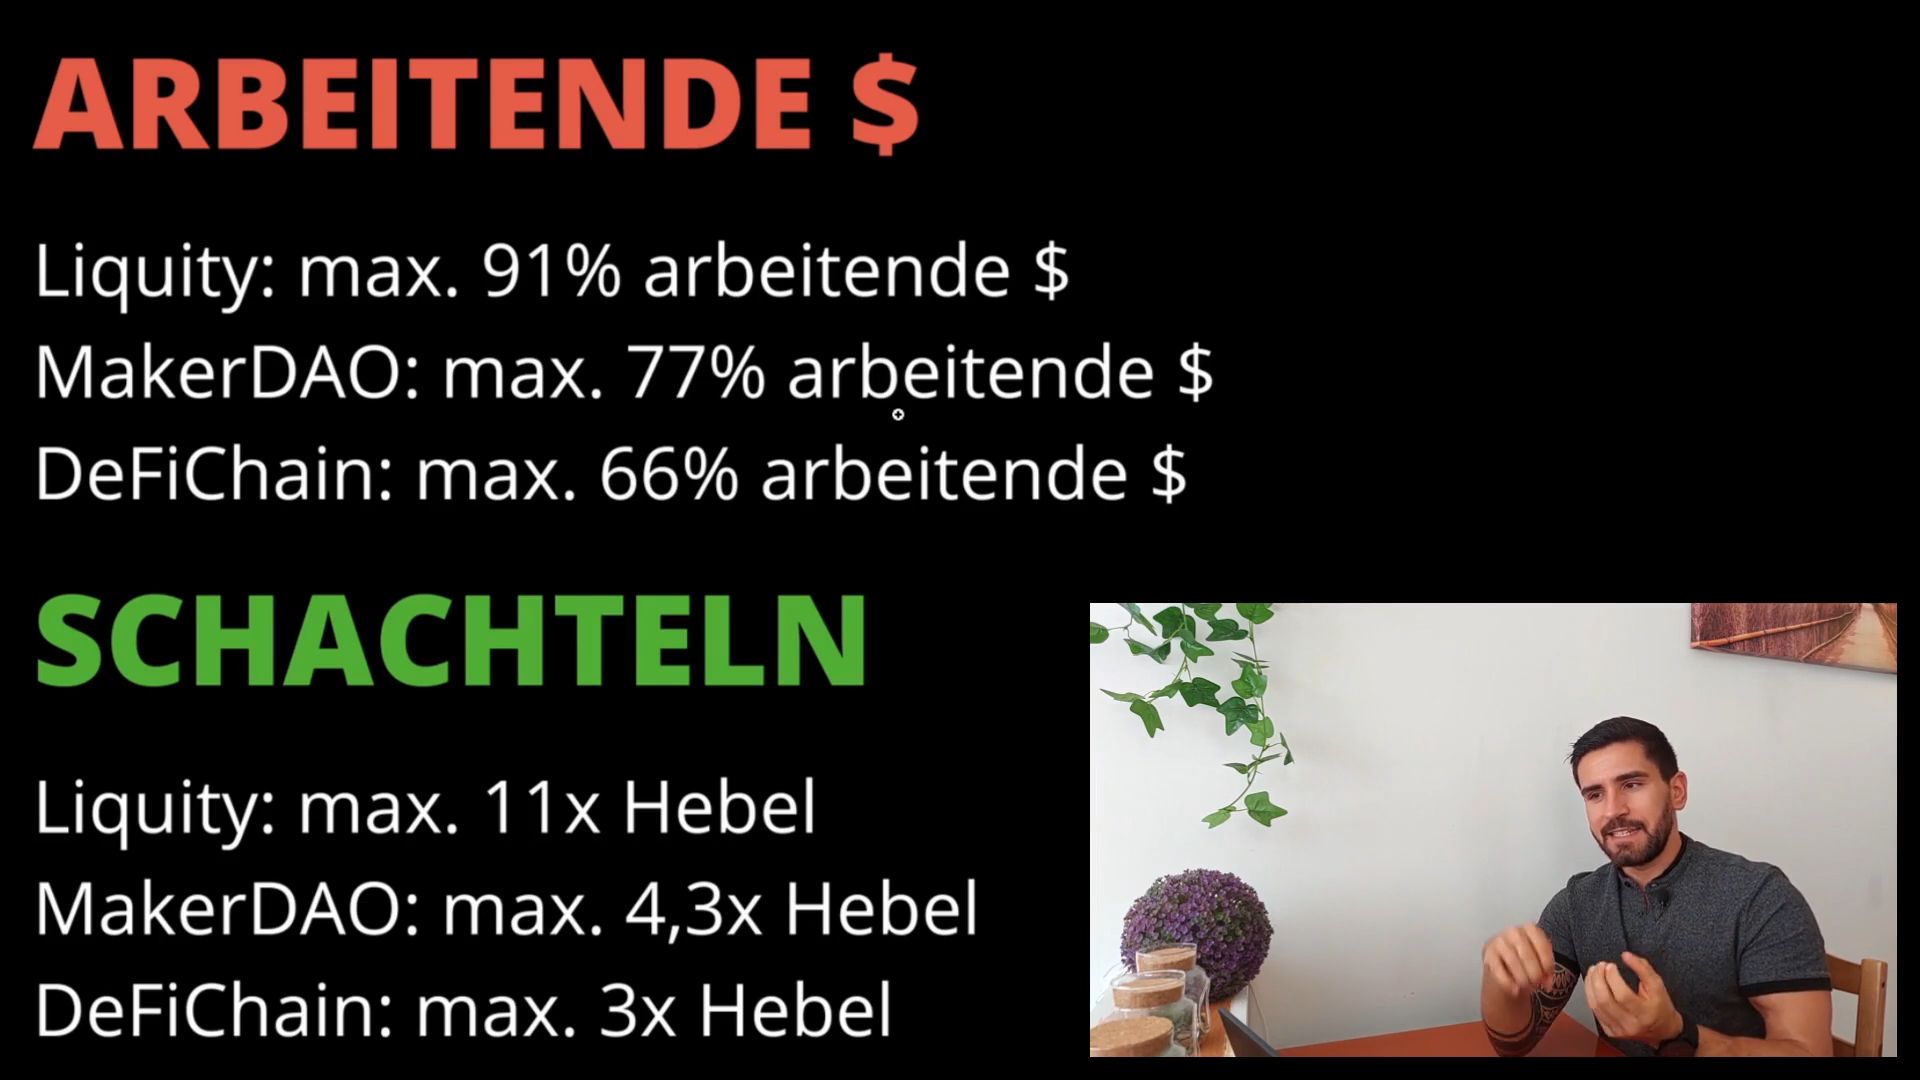 ARBEITENDE $
Liquity: max. 91% arbeitende $
MakerDAO: max. 77% arbeitende $
DeFiChain: max. 66% arbeitende $
SCHACHTELN
Liquity: max. 11x Hebel
MakerDAO: max. 4,3x Hebel
DeFiChain: max. 3x Hebel